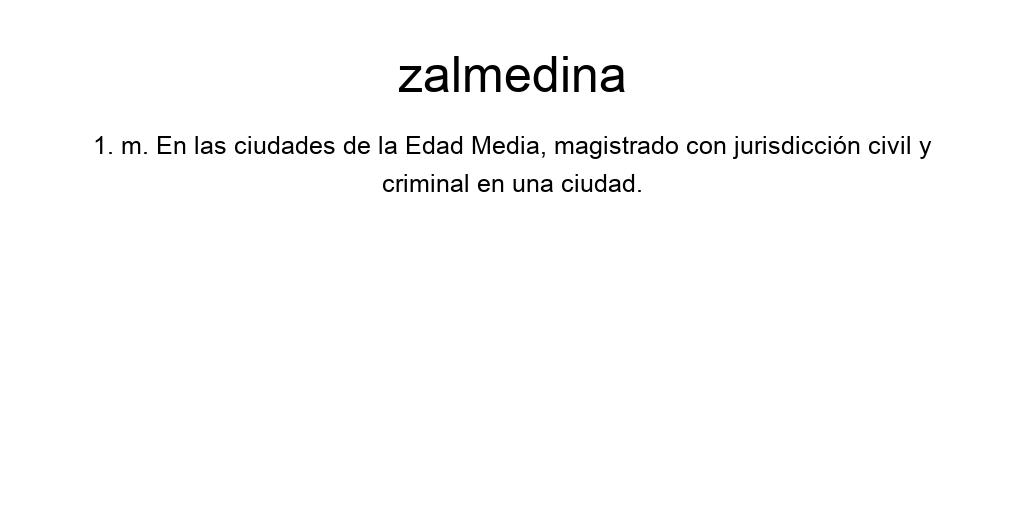 zalmedina
1. m. En las ciudades de la Edad Media, magistrado con jurisdicción civil y
criminal en una ciudad.